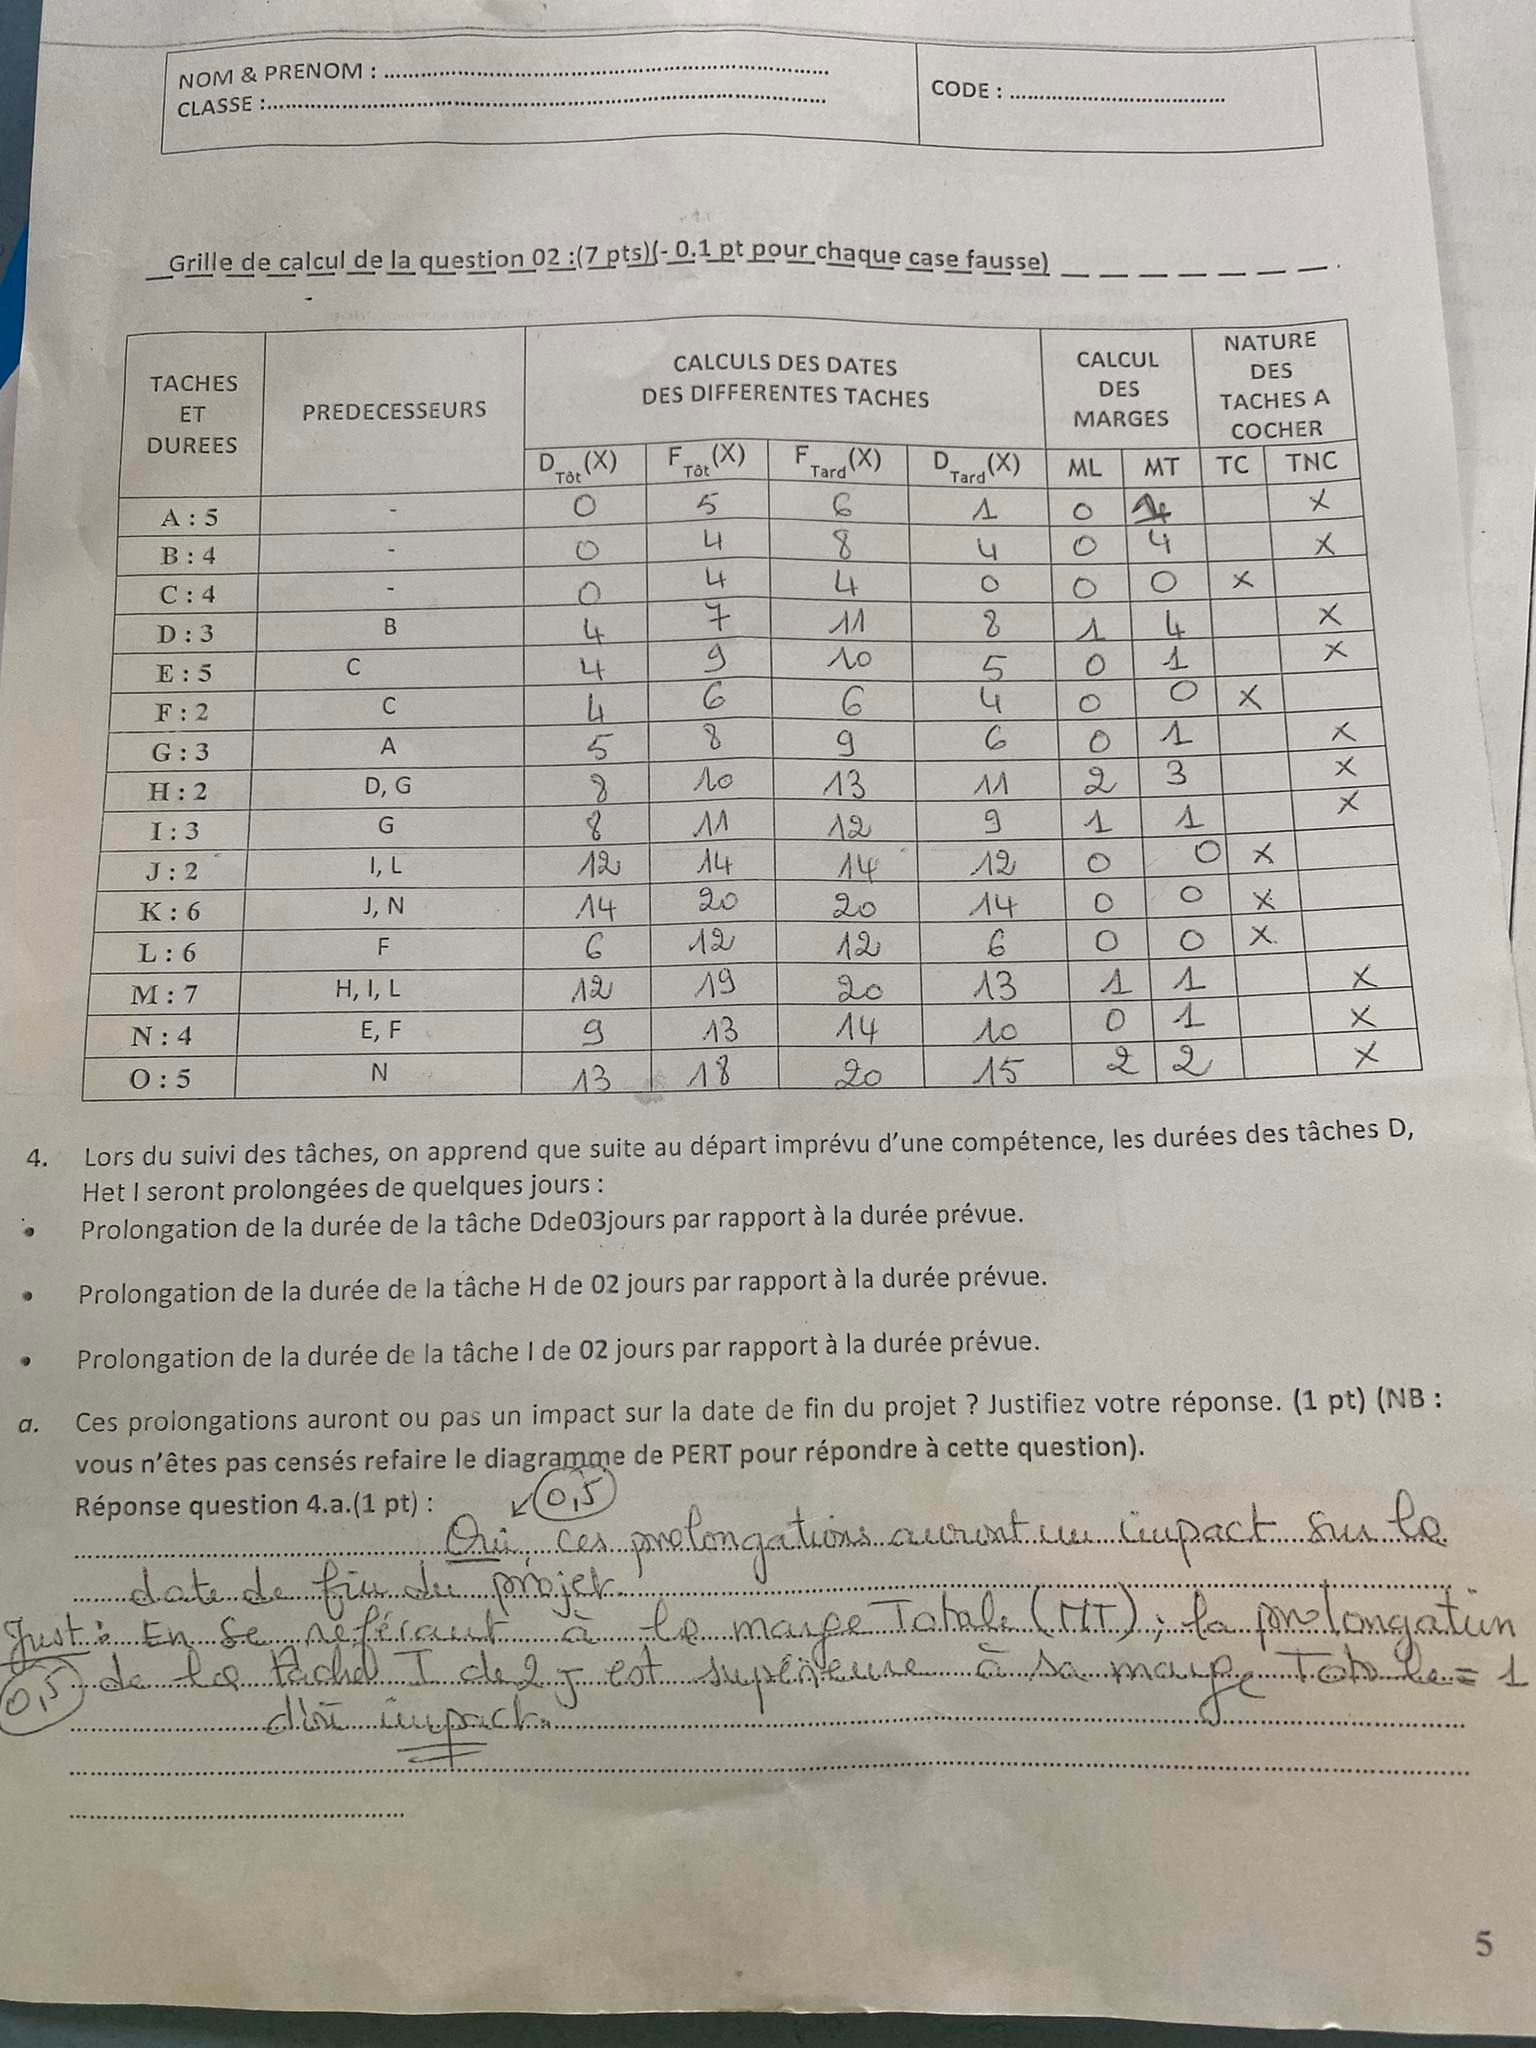 NOM & PRENOM : ......................................................................
CLASSE :......................................................................
CODE : ....................................
Grille de calcul de la question 02 :(7 pts)(- 0.1 pt pour chaque case fausse)
TACHES ET DUREES | PREDECESSEURS | CALCULS DES DATES DES DIFFERENTES TACHES | CALCUL DES MARGES | NATURE DES TACHES A COCHER
D Tôt (X) | F Tôt (X) | F Tard (X) | D Tard (X) | ML | MT | TC | TNC
A : 5 | - | 0 | 5 | 6 | 1 | 0 | 1 | | X
B : 4 | - | 0 | 4 | 8 | 4 | 0 | 4 | | X
C : 4 | - | 0 | 4 | 4 | 0 | 0 | 0 | X |
D : 3 | B | 4 | 7 | 11 | 8 | 1 | 4 | | X
E : 5 | C | 4 | 9 | 10 | 5 | 0 | 1 | | X
F : 2 | C | 4 | 6 | 6 | 4 | 0 | 0 | X |
G : 3 | A | 5 | 8 | 9 | 6 | 0 | 1 | | X
H : 2 | D, G | 8 | 10 | 13 | 11 | 2 | 3 | | X
I : 3 | G | 8 | 11 | 12 | 9 | 1 | 1 | | X
J : 2 | I, L | 12 | 14 | 14 | 12 | 0 | 0 | X |
K : 6 | J, N | 14 | 20 | 20 | 14 | 0 | 0 | X |
L : 6 | F | 6 | 12 | 12 | 6 | 0 | 0 | X |
M : 7 | H, I, L | 12 | 19 | 20 | 13 | 1 | 1 | | X
N : 4 | E, F | 9 | 13 | 14 | 10 | 0 | 1 | | X
O : 5 | N | 13 | 18 | 20 | 15 | 2 | 2 | | X
4. Lors du suivi des tâches, on apprend que suite au départ imprévu d'une compétence, les durées des tâches D,
Het I seront prolongées de quelques jours :
• Prolongation de la durée de la tâche Dde03jours par rapport à la durée prévue.
• Prolongation de la durée de la tâche H de 02 jours par rapport à la durée prévue.
• Prolongation de la durée de la tâche I de 02 jours par rapport à la durée prévue.
a. Ces prolongations auront ou pas un impact sur la date de fin du projet ? Justifiez votre réponse. (1 pt) (NB :
vous n'êtes pas censés refaire le diagramme de PERT pour répondre à cette question).
Réponse question 4.a.(1 pt) : 0,5
Oui, ces prolongations auront un impact sur la
date de fin du projet
Just : En se référant à la marge Totale (MT) ; la prolongation
0,5 de la tâche I de 2 j est supérieure à sa marge Totale = 1
d'où impact.
5